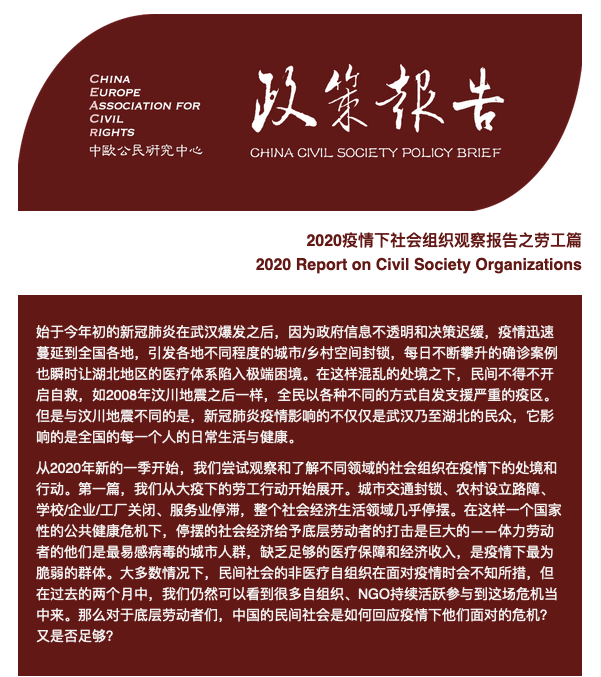 CHINA
EUROPE
ASSOCIATION FOR
CIVIL
RIGHTS
中歐公民研究中心
政策報告
CHINA CIVIL SOCIETY POLICY BRIEF
2020疫情下社会组织观察报告之劳工篇
2020 Report on Civil Society Organizations
始于今年初的新冠肺炎在武汉爆发之后，因为政府信息不透明和决策迟缓，疫情迅速
蔓延到全国各地，引发各地不同程度的城市/乡村空间封锁，每日不断攀升的确诊案例
也瞬时让湖北地区的医疗体系陷入极端困境。在这样混乱的处境之下，民间不得不开
启自救，如2008年汶川地震之后一样，全民以各种不同的方式自发支援严重的疫区。
但是与汶川地震不同的是，新冠肺炎疫情影响的不仅仅是武汉乃至湖北的民众，它影
响的是全国的每一个人的日常生活与健康。
从2020年新的一季开始，我们尝试观察和了解不同领域的社会组织在疫情下的处境和
行动。第一篇，我们从大疫下的劳工行动开始展开。城市交通封锁、农村设立路障、
学校/企业/工厂关闭、服务业停滞，整个社会经济生活领域几乎停摆。在这样一个国家
性的公共健康危机下，停摆的社会经济给予底层劳动者的打击是巨大的——体力劳动
者的他们是最易感病毒的城市人群，缺乏足够的医疗保障和经济收入，是疫情下最为
脆弱的群体。大多数情况下，民间社会的非医疗自组织在面对疫情时会不知所措，但
在过去的两个月中，我们仍然可以看到很多自组织、NGO持续活跃参与到这场危机当
中来。那么对于底层劳动者们，中国的民间社会是如何回应疫情下他们面对的危机？
又是否足够？